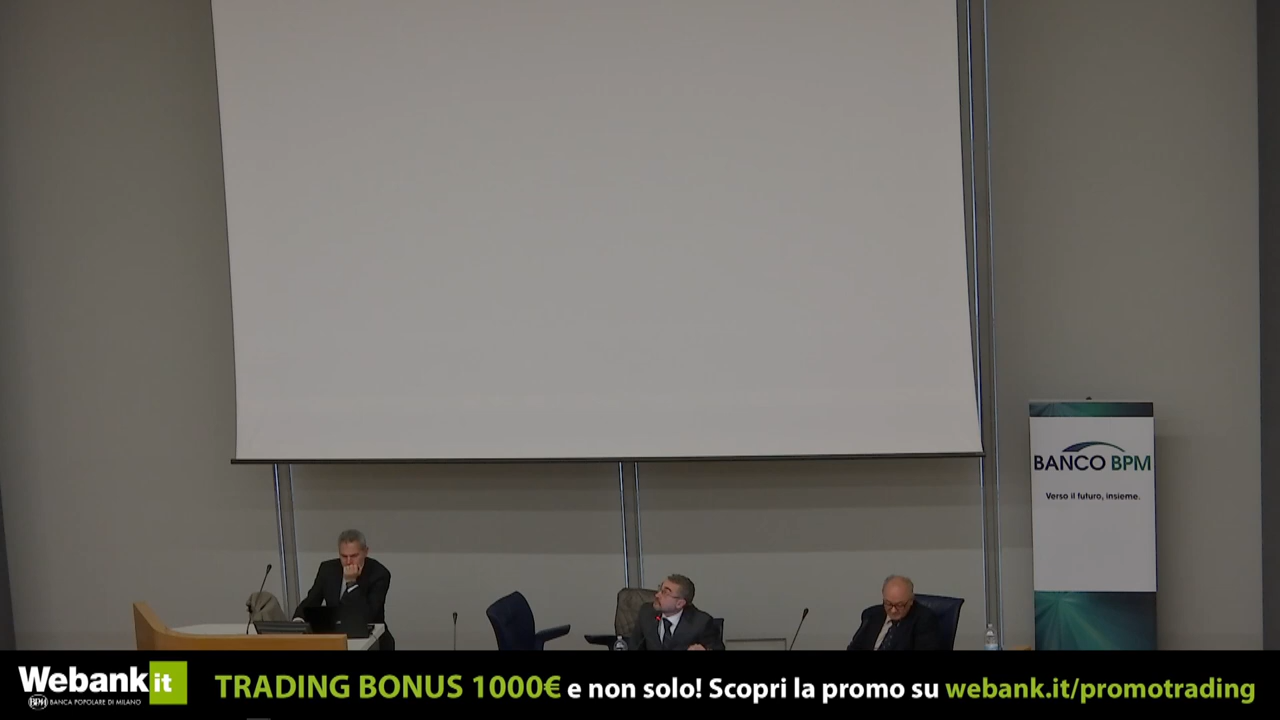 BANCO BPM
Verso il futuro, insieme.
Webank it
BPM BANCA POPOLARE DI MILANO
TRADING BONUS 1000€ e non solo! Scopri la promo su webank.it/promotrading